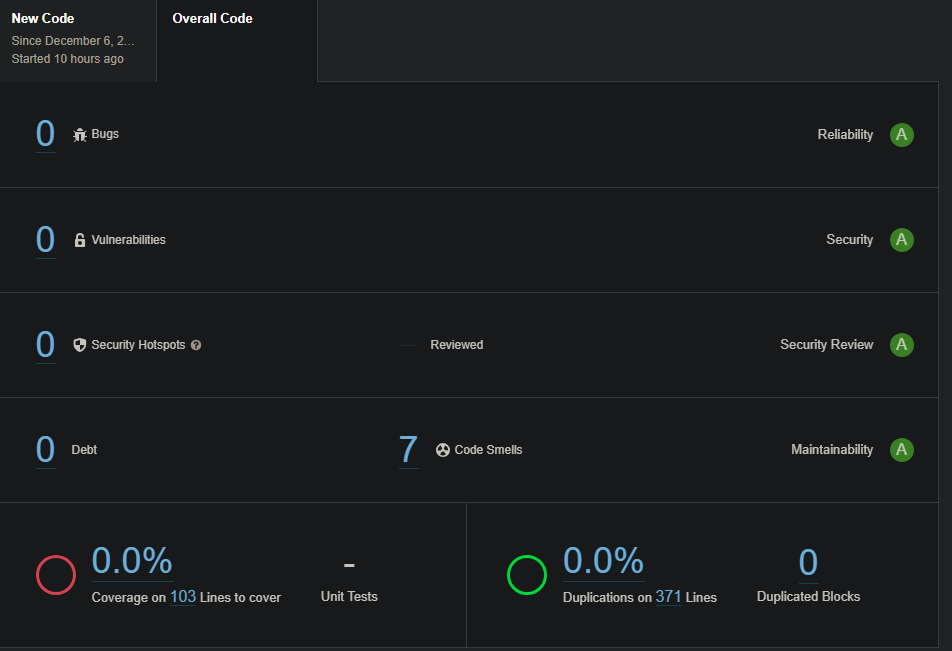 New Code
Since December 6, 2...
Started 10 hours ago
Overall Code
0 Bugs
Reliability A
0 Vulnerabilities
Security A
0 Security Hotspots ?
Reviewed
Security Review A
0 Debt
7 Code Smells
Maintainability A
0.0%
Coverage on 103 Lines to cover
-
Unit Tests
0.0%
Duplications on 371 Lines
0
Duplicated Blocks